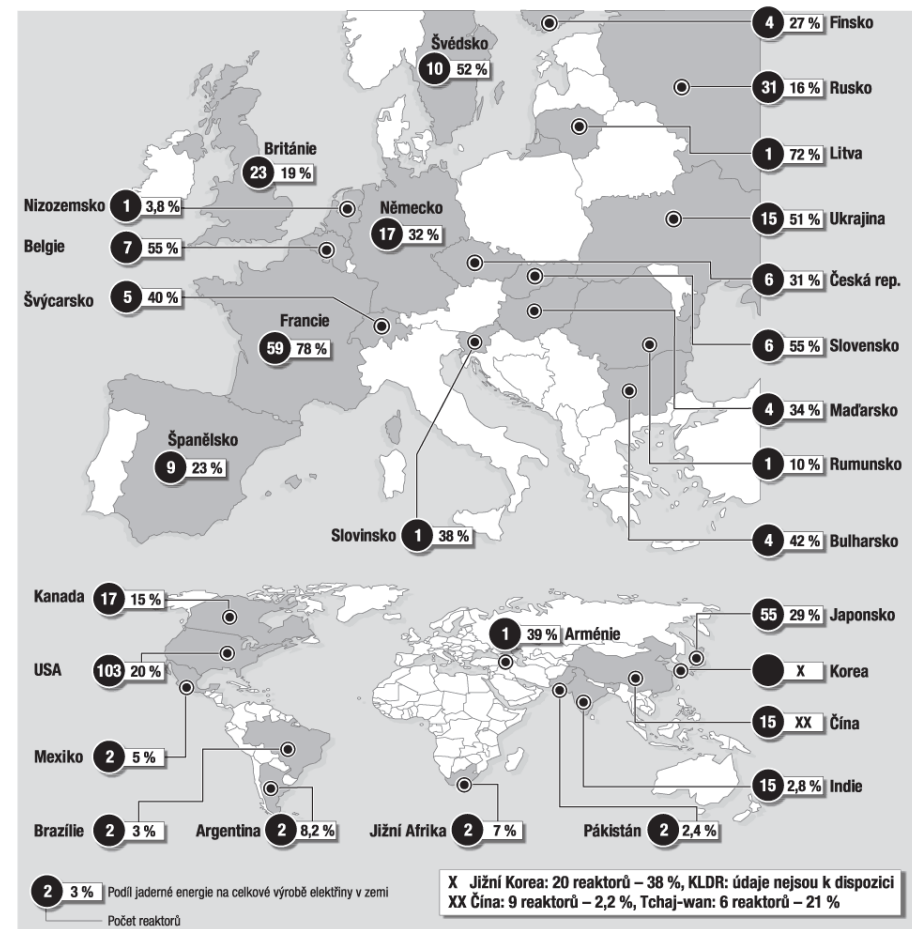 4 27 % Finsko
Švédsko
10 52 %
31 16 % Rusko
Británie
23 19 %
1 72 % Litva
Nizozemsko 1 3,8 %
Německo
17 32 %
15 51 % Ukrajina
Belgie 7 55 %
6 31 % Česká rep.
Švýcarsko 5 40 %
Francie
59 78 %
6 55 % Slovensko
4 34 % Maďarsko
Španělsko
9 23 %
1 10 % Rumunsko
Slovinsko 1 38 %
4 42 % Bulharsko
Kanada 17 15 %
55 29 % Japonsko
1 39 % Arménie
USA 103 20 %
X Korea
15 XX Čína
Mexiko 2 5 %
15 2,8 % Indie
Brazílie 2 3 %
Argentina 2 8,2 %
Jižní Afrika 2 7 %
Pákistán 2 2,4 %
2 3 % Podíl jaderné energie na celkové výrobě elektřiny v zemi
Počet reaktorů
X Jižní Korea: 20 reaktorů – 38 %, KLDR: údaje nejsou k dispozici
XX Čína: 9 reaktorů – 2,2 %, Tchaj-wan: 6 reaktorů – 21 %